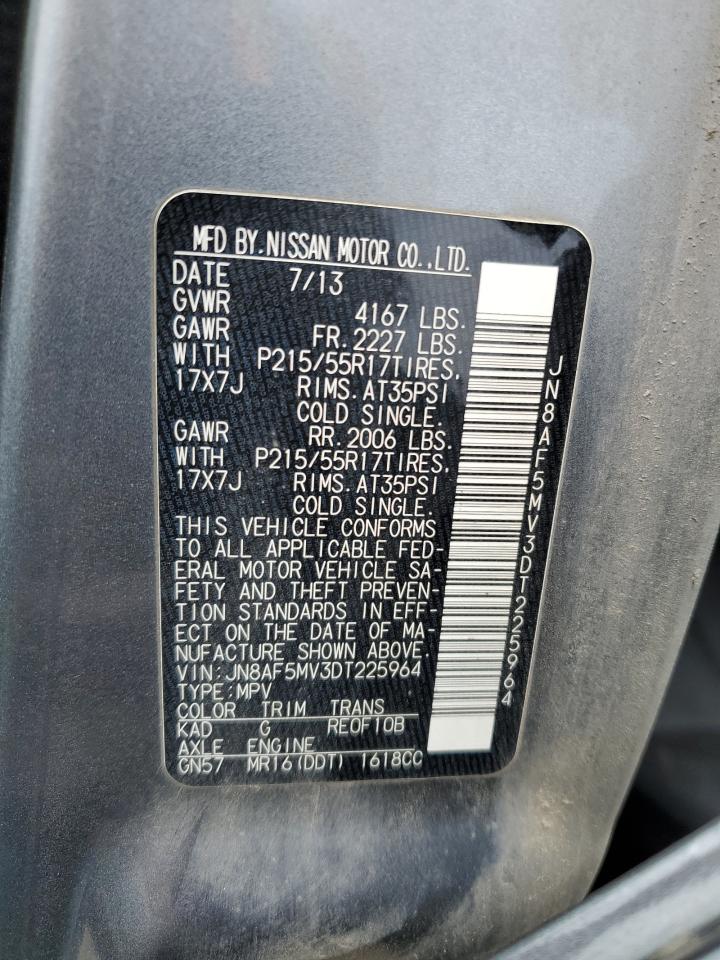 MFD BY.NISSAN MOTOR CO.,LTD.
DATE 7/13
GVWR 4167 LBS.
GAWR FR. 2227 LBS.
WITH P215/55R17TIRES.
17X7J RIMS. AT35PSI
COLD SINGLE.
GAWR RR. 2006 LBS.
WITH P215/55R17TIRES.
17X7J RIMS. AT35PSI
COLD SINGLE.
THIS VEHICLE CONFORMS
TO ALL APPLICABLE FED-
ERAL MOTOR VEHICLE SA-
FETY AND THEFT PREVEN-
TION STANDARDS IN EFF-
ECT ON THE DATE OF MA-
NUFACTURE SHOWN ABOVE.
VIN:JN8AF5MV3DT225964
TYPE:MPV
COLOR TRIM TRANS
KAD G RE0F10B
AXLE ENGINE
GN57 MR16(DDT) 1618CC
JN8AF5MV3DT225964